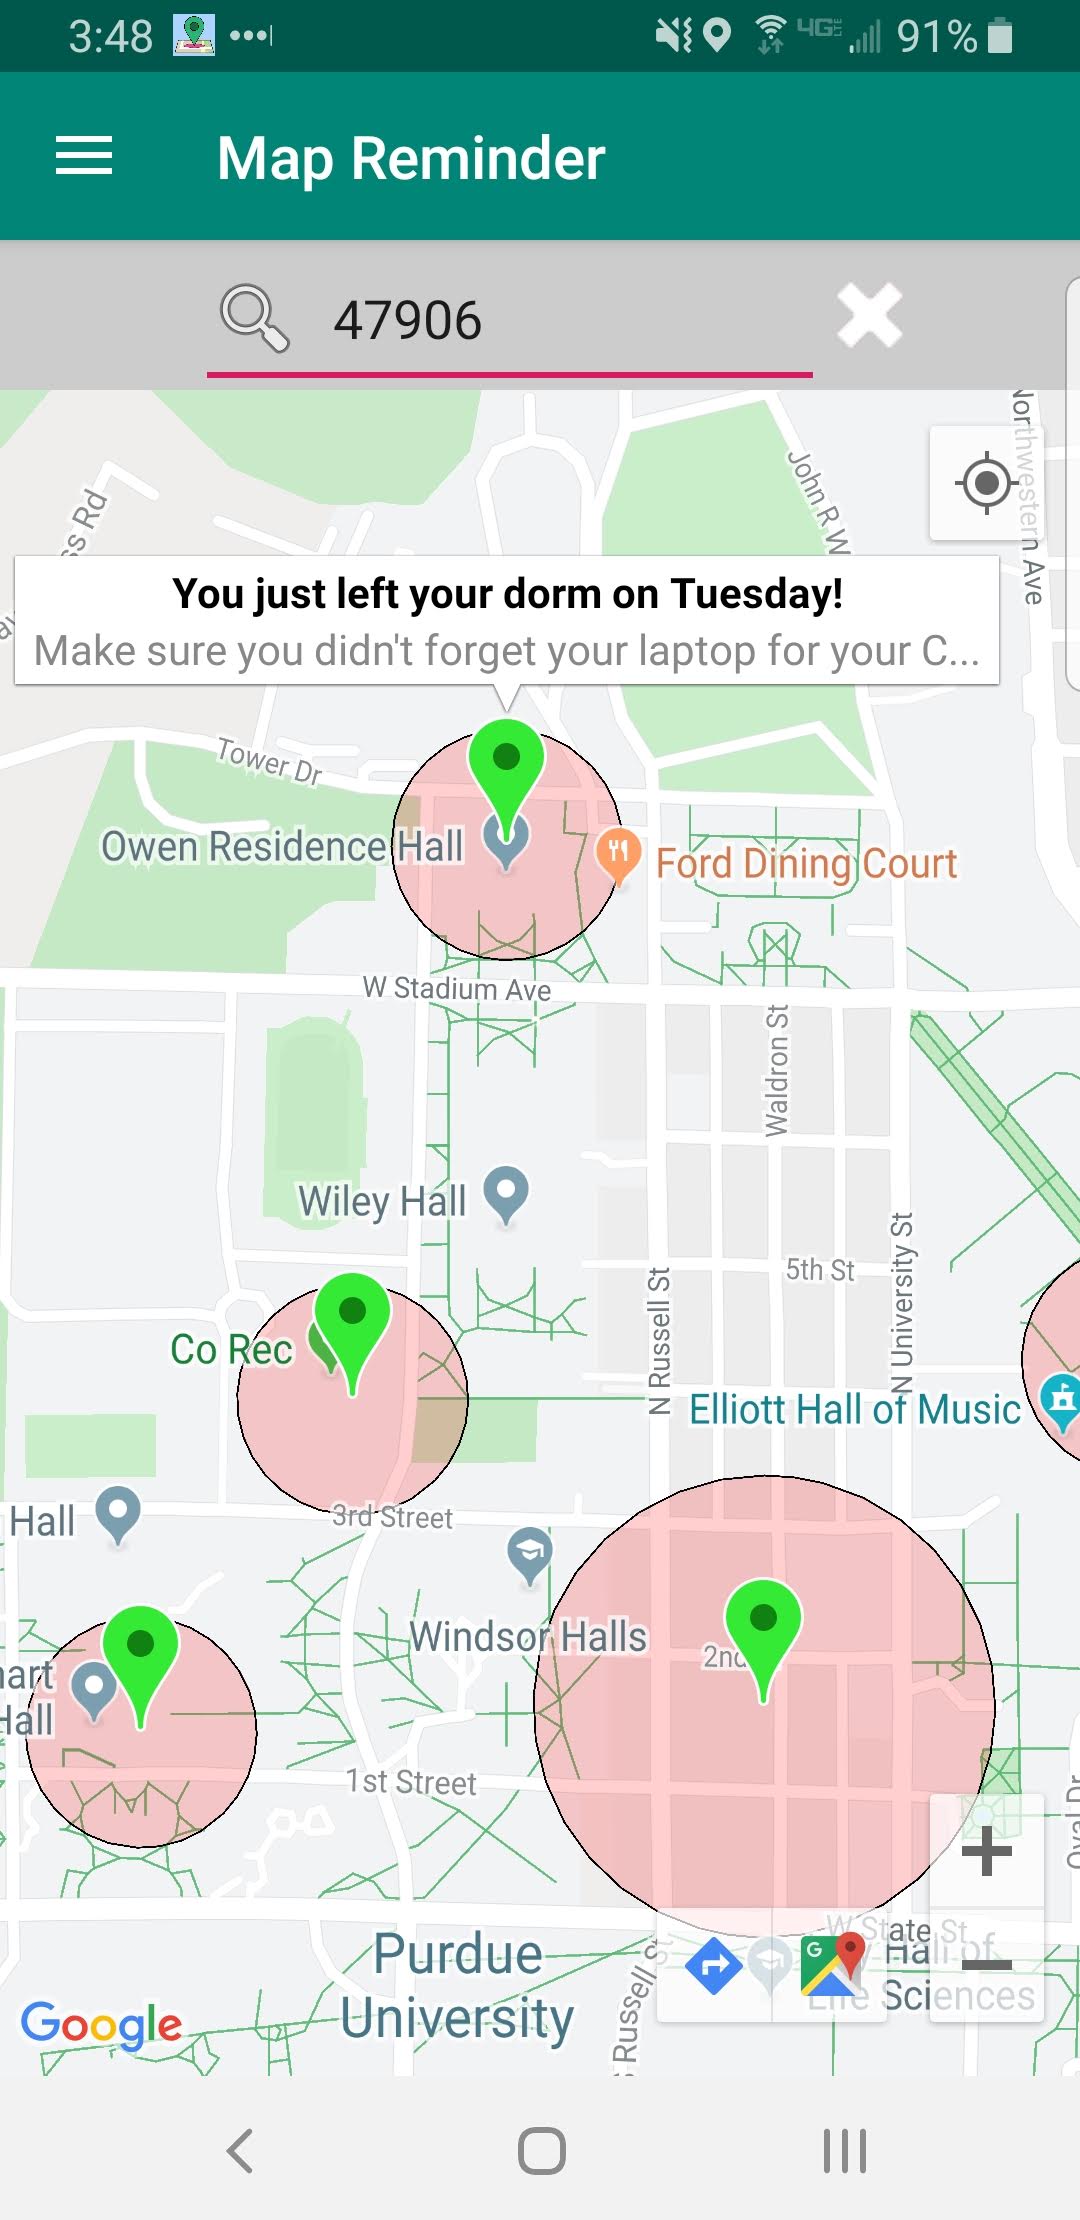 3:48
4GE
91%
Map Reminder
47906
Northwestern Ave
John R W
ss Rd
You just left your dorm on Tuesday!
Make sure you didn't forget your laptop for your C...
Tower Dr
Owen Residence Hall
Ford Dining Court
W Stadium Ave
Waldron St
Wiley Hall
5th St
N University St
N Russell St
Co Rec
Elliott Hall of Music
3rd Street
Hall
Windsor Halls
2nd
hart
Hall
1st Street
Oval Dr
W State St
Purdue
University
Hall of
Life Sciences
G
Russell St
Google